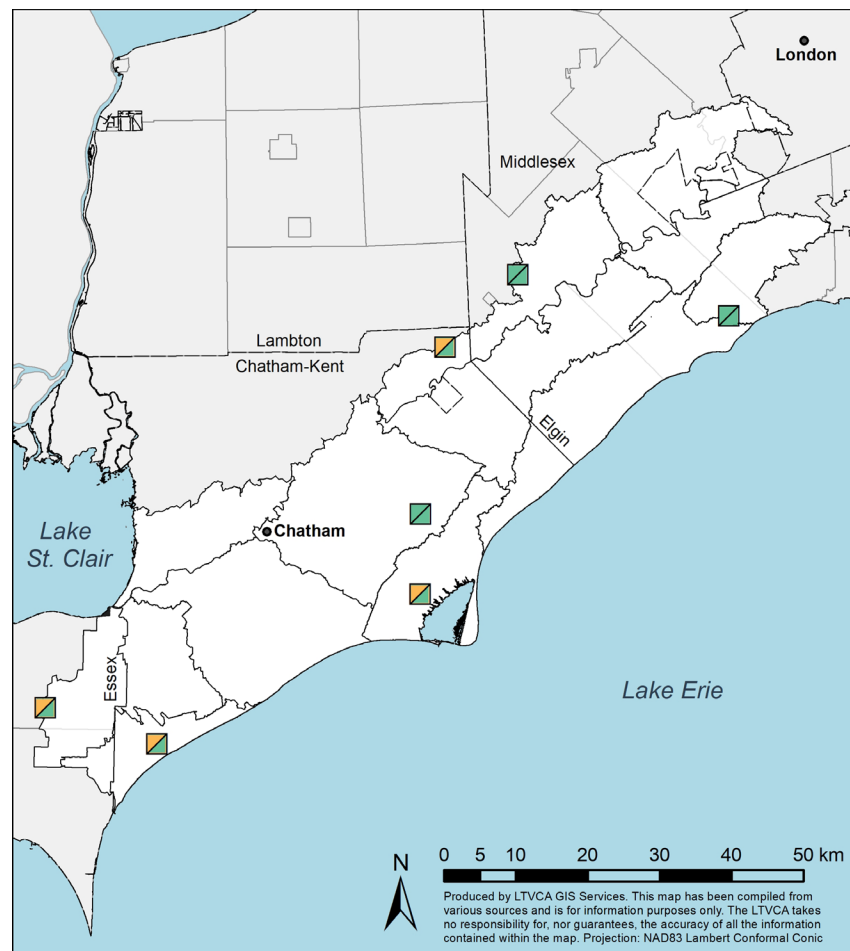 London
Middlesex
Lambton
Chatham-Kent
Elgin
Chatham
Lake
St. Clair
Essex
Lake Erie
N
0 5 10 20 30 40 50 km
Produced by LTVCA GIS Services. This map has been compiled from
various sources and is for information purposes only. The LTVCA takes
no responsibility for, nor guarantees, the accuracy of all the information
contained within the map. Projection: NAD83 Lambert Conformal Conic